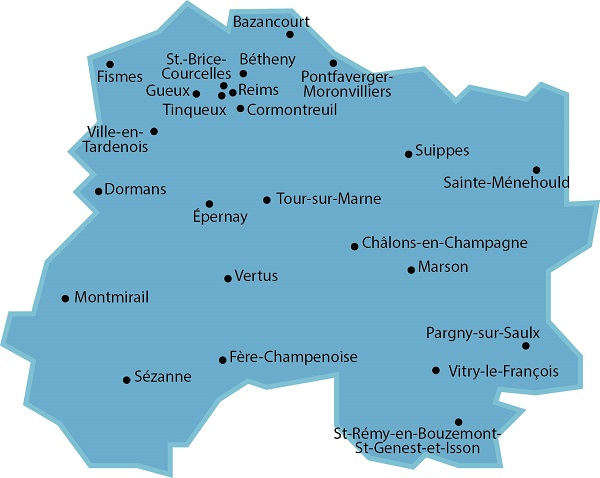 Bazancourt
St.-Brice-
Courcelles
Bétheny
Fismes
Pontfaverger-
Moronvilliers
Gueux
Reims
Tinqueux
Cormontreuil
Ville-en-
Tardenois
Suippes
Sainte-Ménehould
Dormans
Tour-sur-Marne
Épernay
Châlons-en-Champagne
Marson
Vertus
Montmirail
Pargny-sur-Saulx
Fère-Champenoise
Vitry-le-François
Sézanne
St-Rémy-en-Bouzemont-
St-Genest-et-Isson